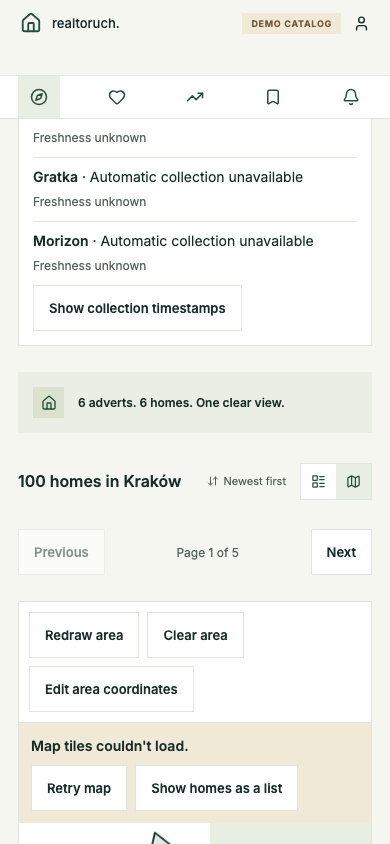 realtoruch.
DEMO CATALOG
Freshness unknown
Gratka · Automatic collection unavailable
Freshness unknown
Morizon · Automatic collection unavailable
Freshness unknown
Show collection timestamps
6 adverts. 6 homes. One clear view.
100 homes in Kraków
Newest first
Previous
Page 1 of 5
Next
Redraw area
Clear area
Edit area coordinates
Map tiles couldn't load.
Retry map
Show homes as a list